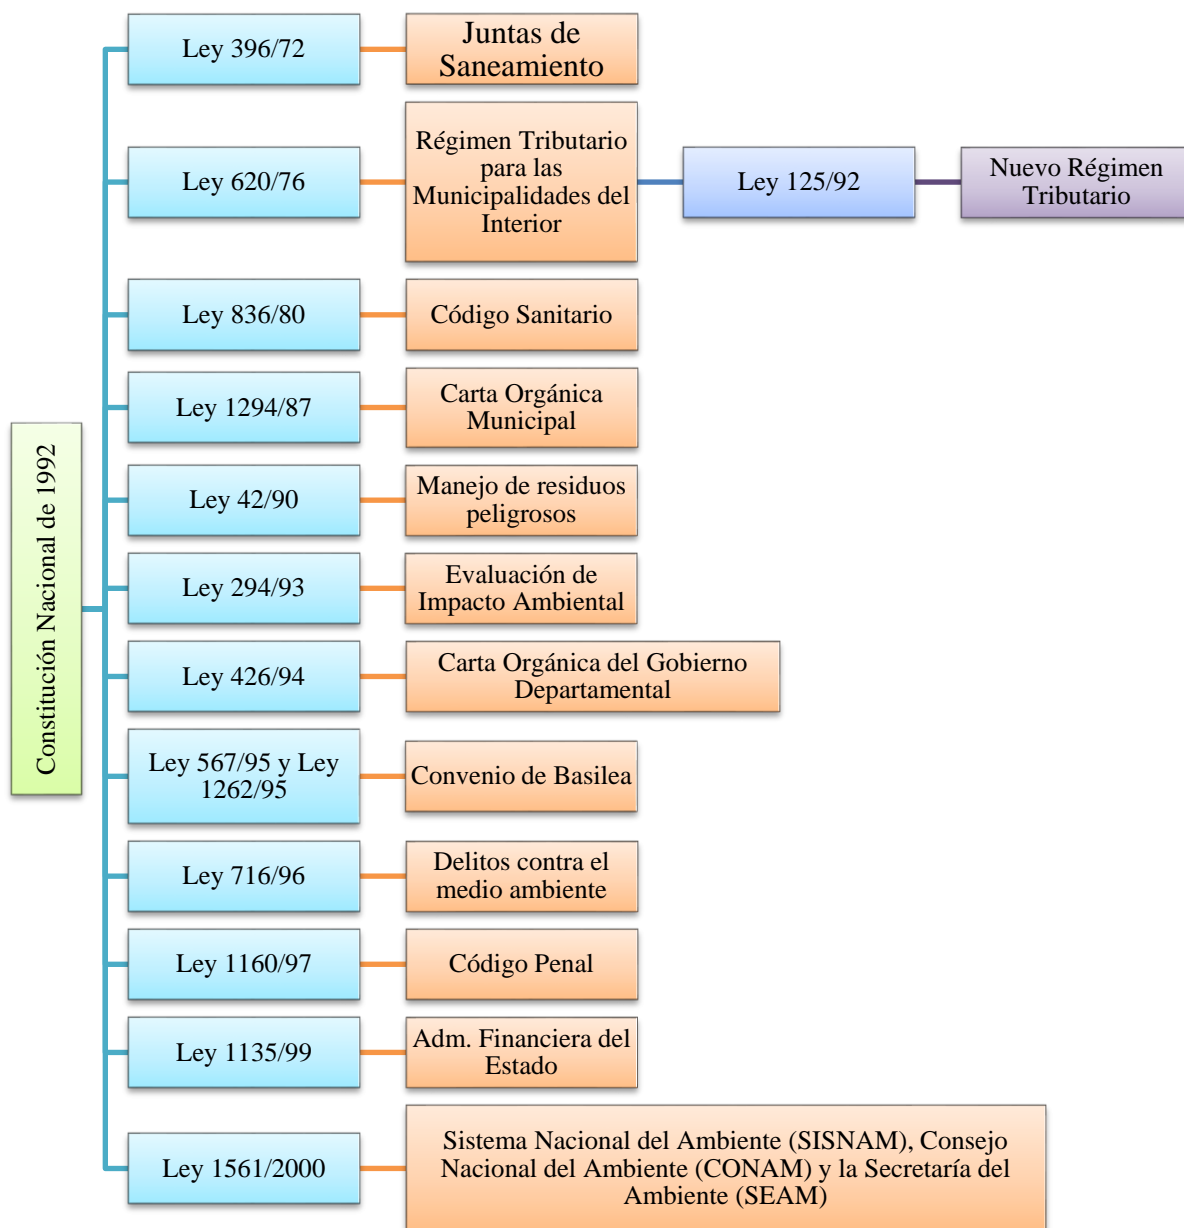 Constitución Nacional de 1992
Ley 396/72
Juntas de
Saneamiento
Ley 620/76
Régimen Tributario
para las
Municipalidades del
Interior
Ley 125/92
Nuevo Régimen
Tributario
Ley 836/80
Código Sanitario
Ley 1294/87
Carta Orgánica
Municipal
Ley 42/90
Manejo de residuos
peligrosos
Ley 294/93
Evaluación de
Impacto Ambiental
Ley 426/94
Carta Orgánica del Gobierno
Departamental
Ley 567/95 y Ley
1262/95
Convenio de Basilea
Ley 716/96
Delitos contra el
medio ambiente
Ley 1160/97
Código Penal
Ley 1135/99
Adm. Financiera del
Estado
Ley 1561/2000
Sistema Nacional del Ambiente (SISNAM), Consejo
Nacional del Ambiente (CONAM) y la Secretaría del
Ambiente (SEAM)